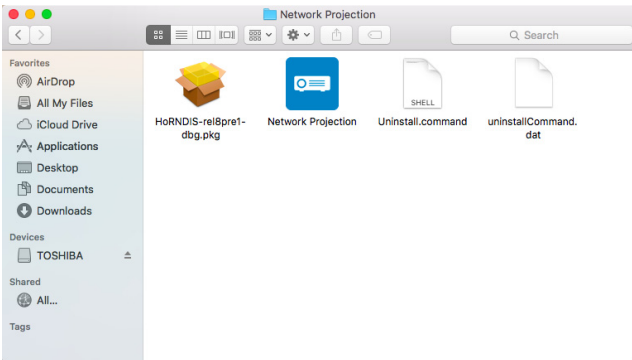 Network Projection
Search
Favorites
AirDrop
All My Files
iCloud Drive
Applications
Desktop
Documents
Downloads
Devices
TOSHIBA
Shared
All...
Tags
HoRNDIS-rel8pre1-
dbg.pkg
Network Projection
SHELL
Uninstall.command
uninstallCommand.
dat